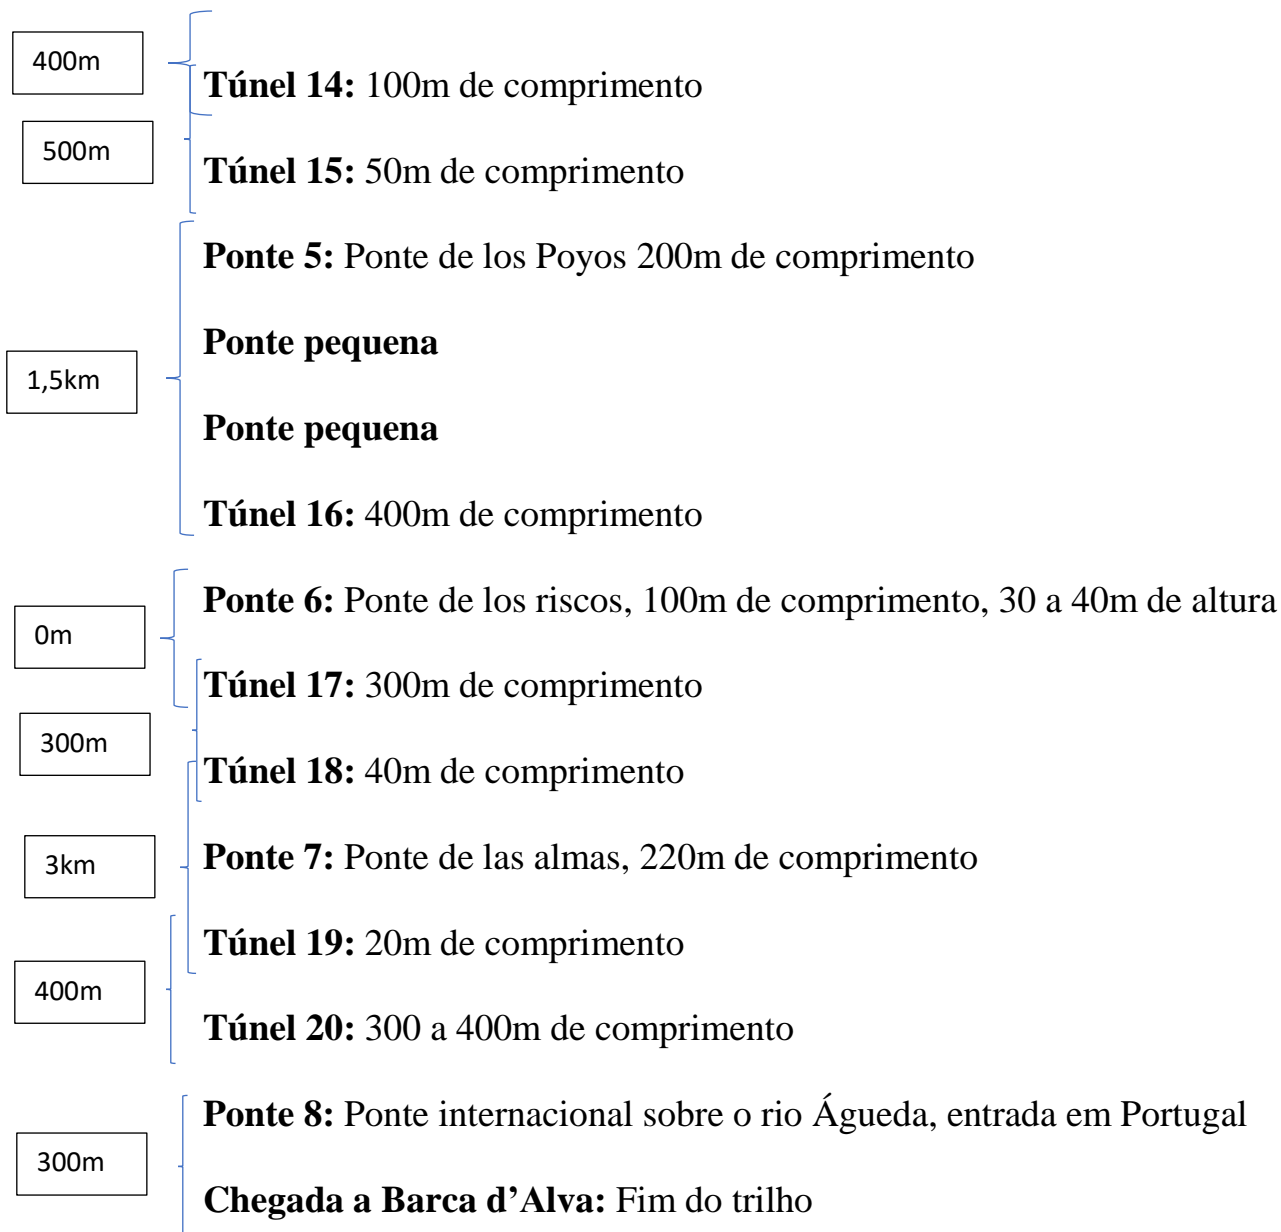 400m
Túnel 14: 100m de comprimento
500m
Túnel 15: 50m de comprimento
Ponte 5: Ponte de los Poyos 200m de comprimento
Ponte pequena
1,5km
Ponte pequena
Túnel 16: 400m de comprimento
Ponte 6: Ponte de los riscos, 100m de comprimento, 30 a 40m de altura
0m
Túnel 17: 300m de comprimento
300m
Túnel 18: 40m de comprimento
Ponte 7: Ponte de las almas, 220m de comprimento
3km
Túnel 19: 20m de comprimento
400m
Túnel 20: 300 a 400m de comprimento
Ponte 8: Ponte internacional sobre o rio Águeda, entrada em Portugal
300m
Chegada a Barca d’Alva: Fim do trilho